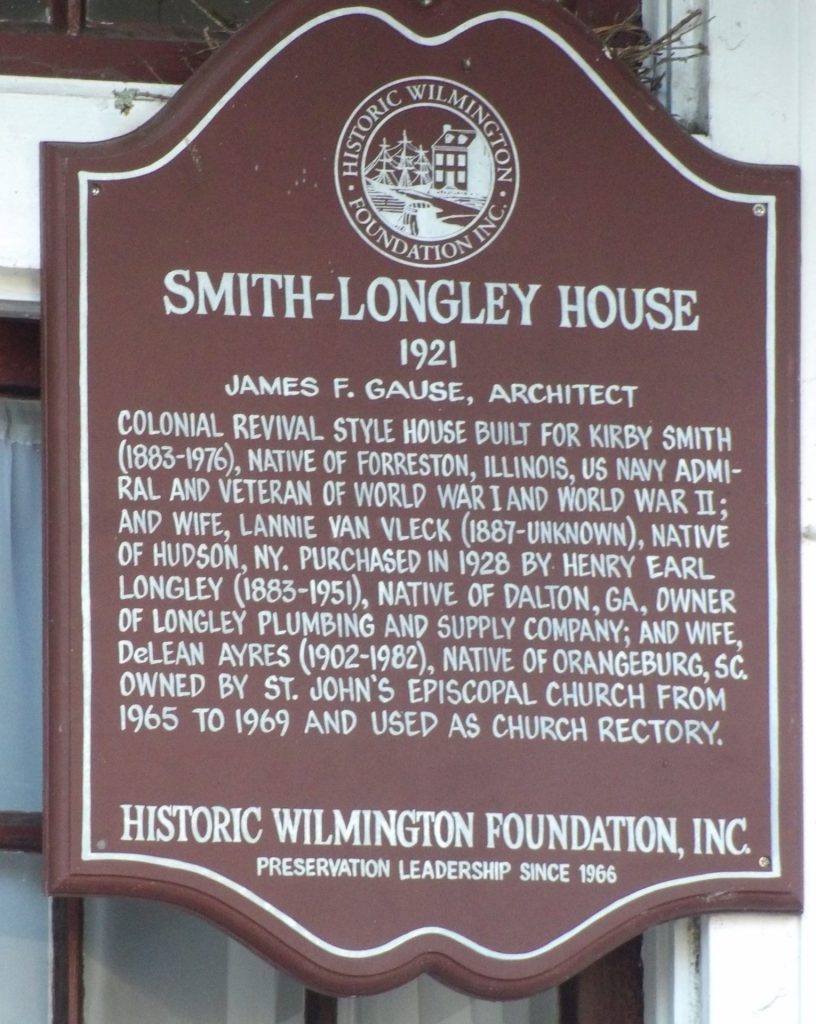 HISTORIC WILMINGTON
FOUNDATION INC.
SMITH-LONGLEY HOUSE
1921
JAMES F. GAUSE, ARCHITECT
COLONIAL REVIVAL STYLE HOUSE BUILT FOR KIRBY SMITH
(1883-1976), NATIVE OF FORRESTON, ILLINOIS, US NAVY ADMI-
RAL AND VETERAN OF WORLD WAR I AND WORLD WAR II;
AND WIFE, LANNIE VAN VLECK (1887-UNKNOWN), NATIVE
OF HUDSON, NY. PURCHASED IN 1928 BY HENRY EARL
LONGLEY (1883-1951), NATIVE OF DALTON, GA, OWNER
OF LONGLEY PLUMBING AND SUPPLY COMPANY; AND WIFE,
DeLEAN AYRES (1902-1982), NATIVE OF ORANGEBURG, SC.
OWNED BY ST. JOHN'S EPISCOPAL CHURCH FROM
1965 TO 1969 AND USED AS CHURCH RECTORY.
HISTORIC WILMINGTON FOUNDATION, INC.
PRESERVATION LEADERSHIP SINCE 1966